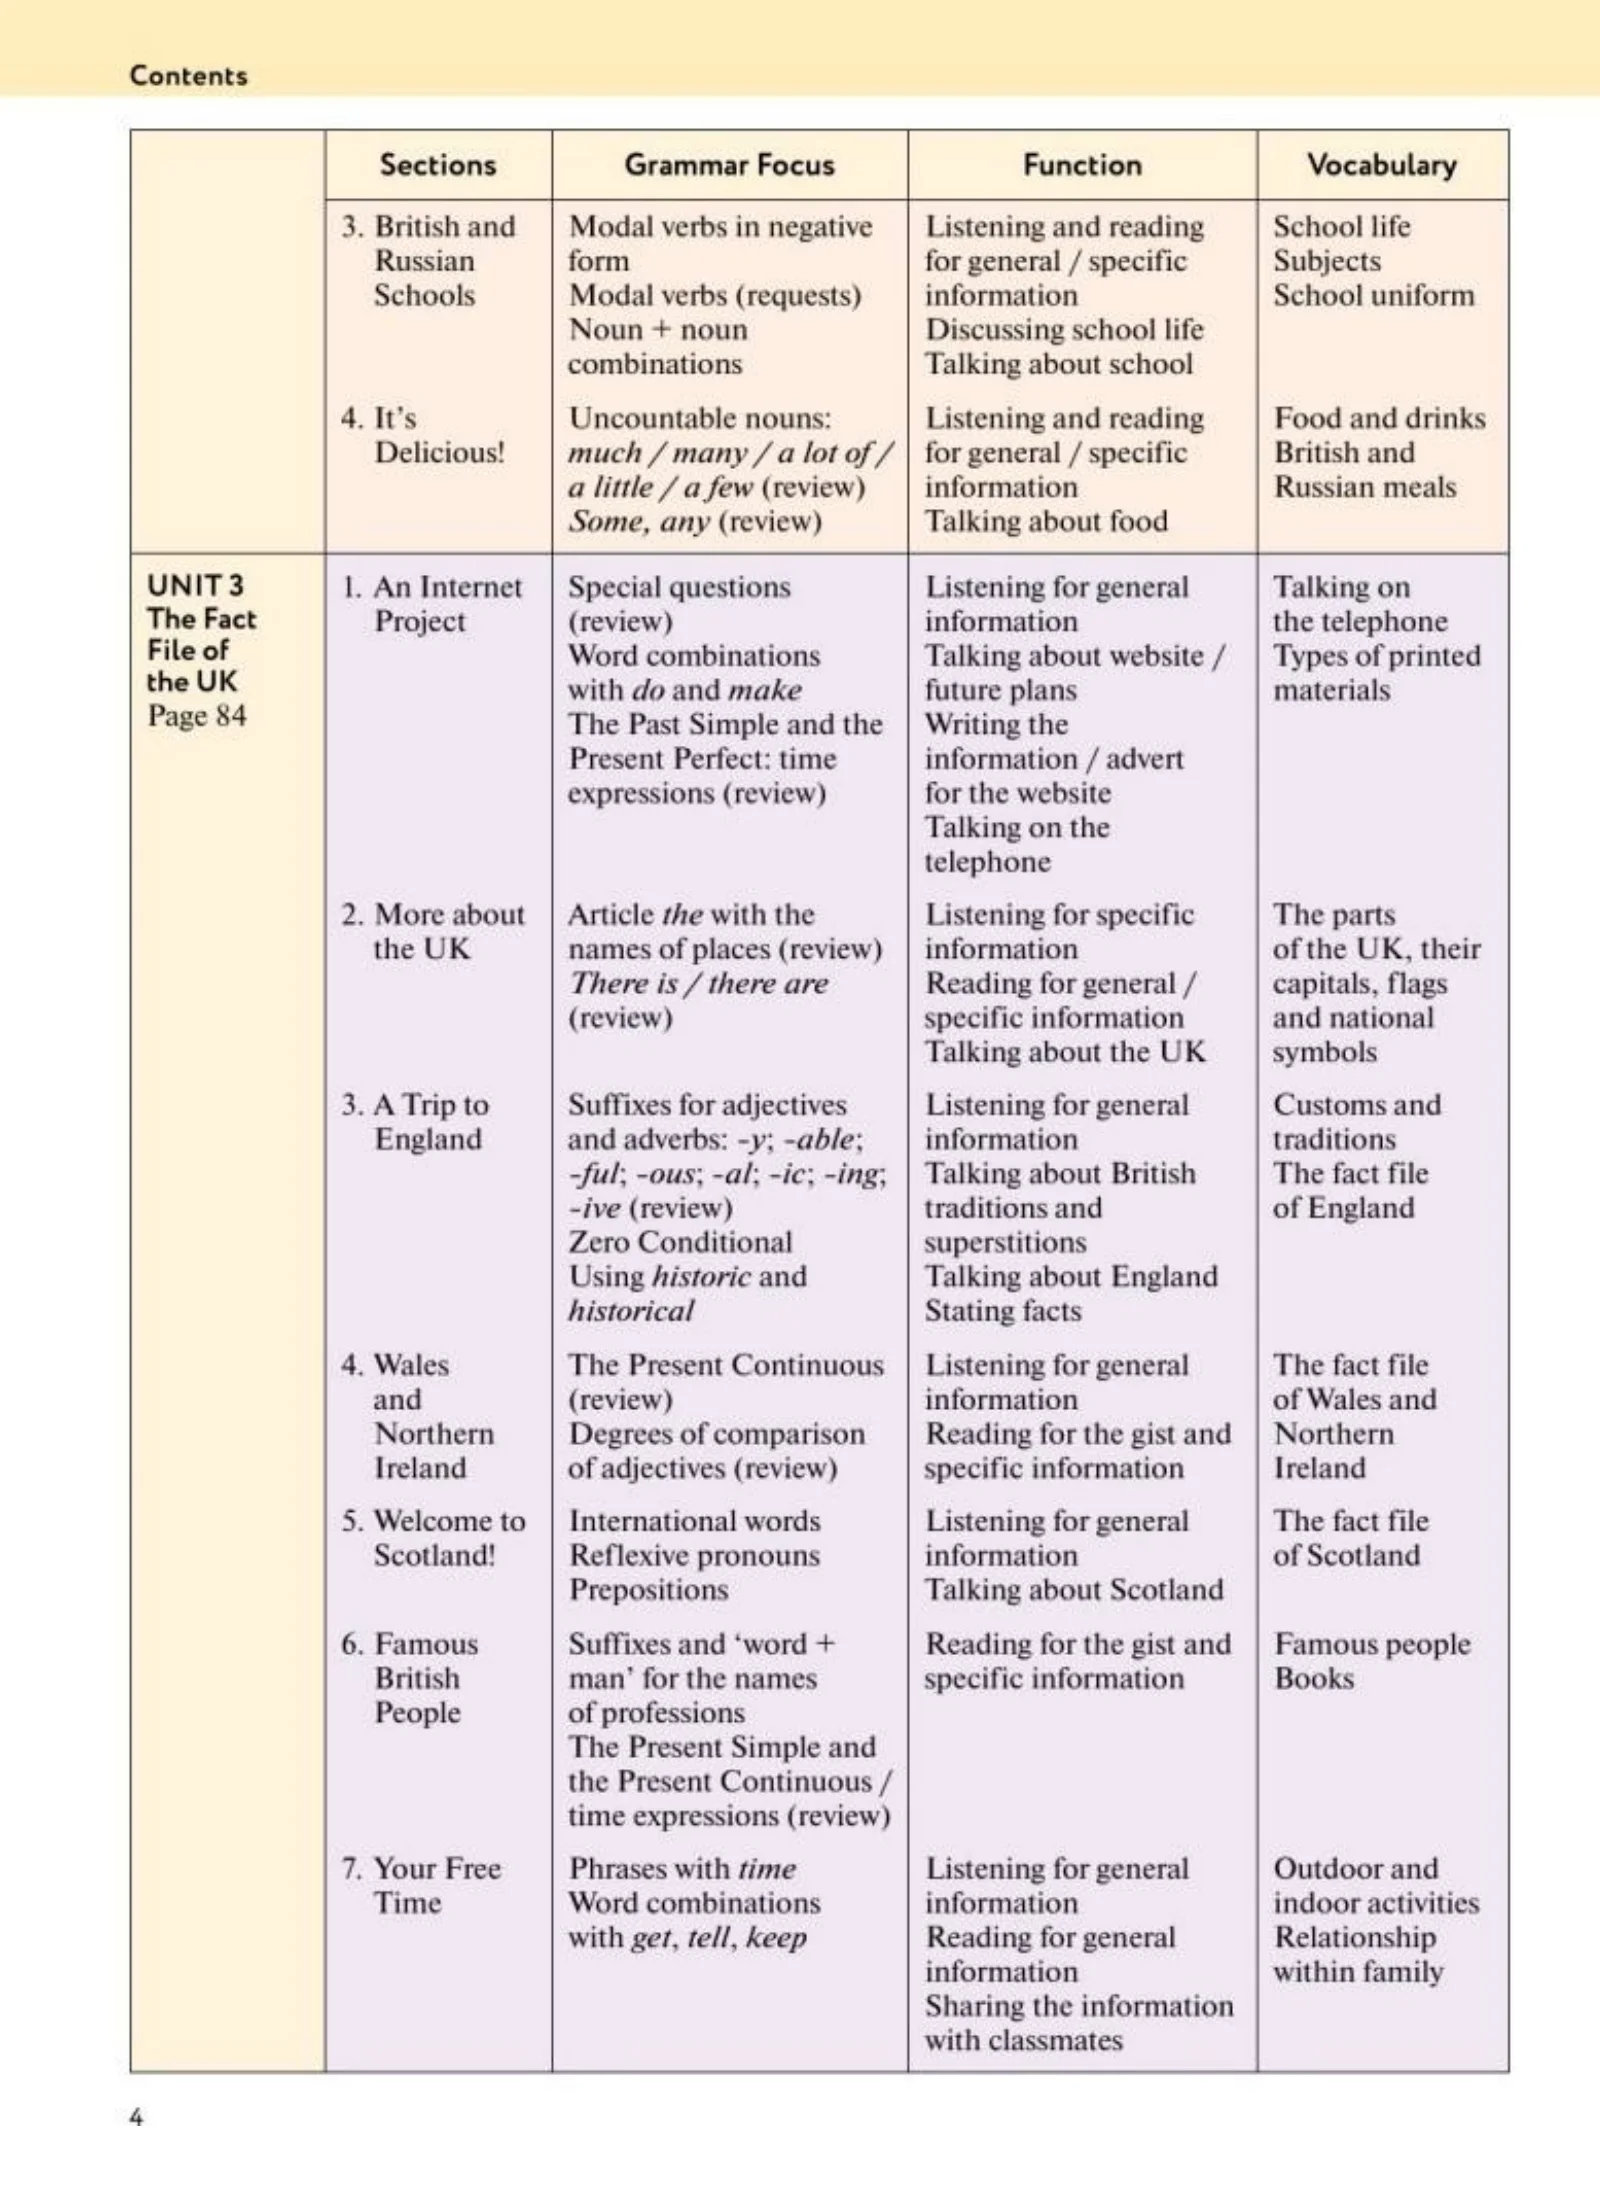 Contents
Sections
Grammar Focus
Function
Vocabulary
3. British and
Russian
Schools
Modal verbs in negative
form
Modal verbs (requests)
Noun + noun
combinations
Listening and reading
for general / specific
information
Discussing school life
Talking about school
School life
Subjects
School uniform
4. It’s
Delicious!
Uncountable nouns:
much / many / a lot of /
a little / a few (review)
Some, any (review)
Listening and reading
for general / specific
information
Talking about food
Food and drinks
British and
Russian meals
UNIT 3
The Fact
File of
the UK
Page 84
1. An Internet
Project
Special questions
(review)
Word combinations
with do and make
The Past Simple and the
Present Perfect: time
expressions (review)
Listening for general
information
Talking about website /
future plans
Writing the
information / advert
for the website
Talking on the
telephone
Talking on
the telephone
Types of printed
materials
2. More about
the UK
Article the with the
names of places (review)
There is / there are
(review)
Listening for specific
information
Reading for general /
specific information
Talking about the UK
The parts
of the UK, their
capitals, flags
and national
symbols
3. A Trip to
England
Suffixes for adjectives
and adverbs: -y; -able;
-ful; -ous; -al; -ic; -ing;
-ive (review)
Zero Conditional
Using historic and
historical
Listening for general
information
Talking about British
traditions and
superstitions
Talking about England
Stating facts
Customs and
traditions
The fact file
of England
4. Wales
and
Northern
Ireland
The Present Continuous
(review)
Degrees of comparison
of adjectives (review)
Listening for general
information
Reading for the gist and
specific information
The fact file
of Wales and
Northern
Ireland
5. Welcome to
Scotland!
International words
Reflexive pronouns
Prepositions
Listening for general
information
Talking about Scotland
The fact file
of Scotland
6. Famous
British
People
Suffixes and ‘word +
man’ for the names
of professions
The Present Simple and
the Present Continuous /
time expressions (review)
Reading for the gist and
specific information
Famous people
Books
7. Your Free
Time
Phrases with time
Word combinations
with get, tell, keep
Listening for general
information
Reading for general
information
Sharing the information
with classmates
Outdoor and
indoor activities
Relationship
within family
4